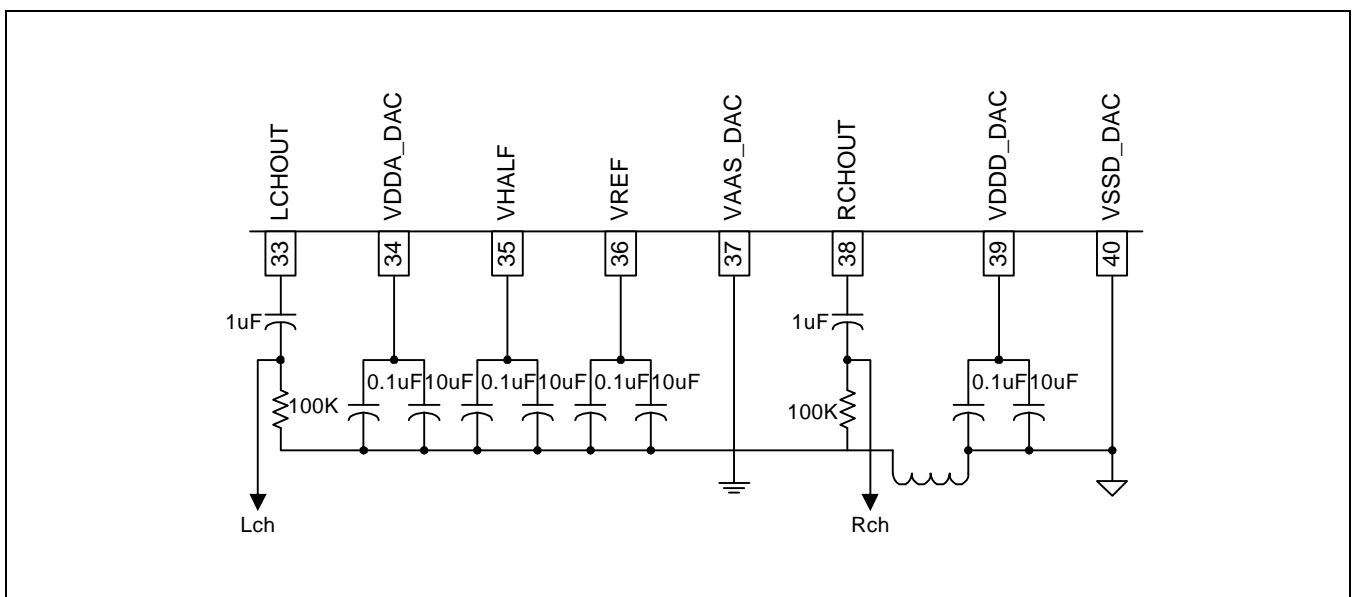 LCHOUT
VDDA_DAC
VHALF
VREF
VAAS_DAC
RCHOUT
VDDD_DAC
VSSD_DAC
33
34
35
36
37
38
39
40
1uF
1uF
0.1uF 10uF
0.1uF 10uF
0.1uF 10uF
0.1uF 10uF
100K
100K
Lch
Rch